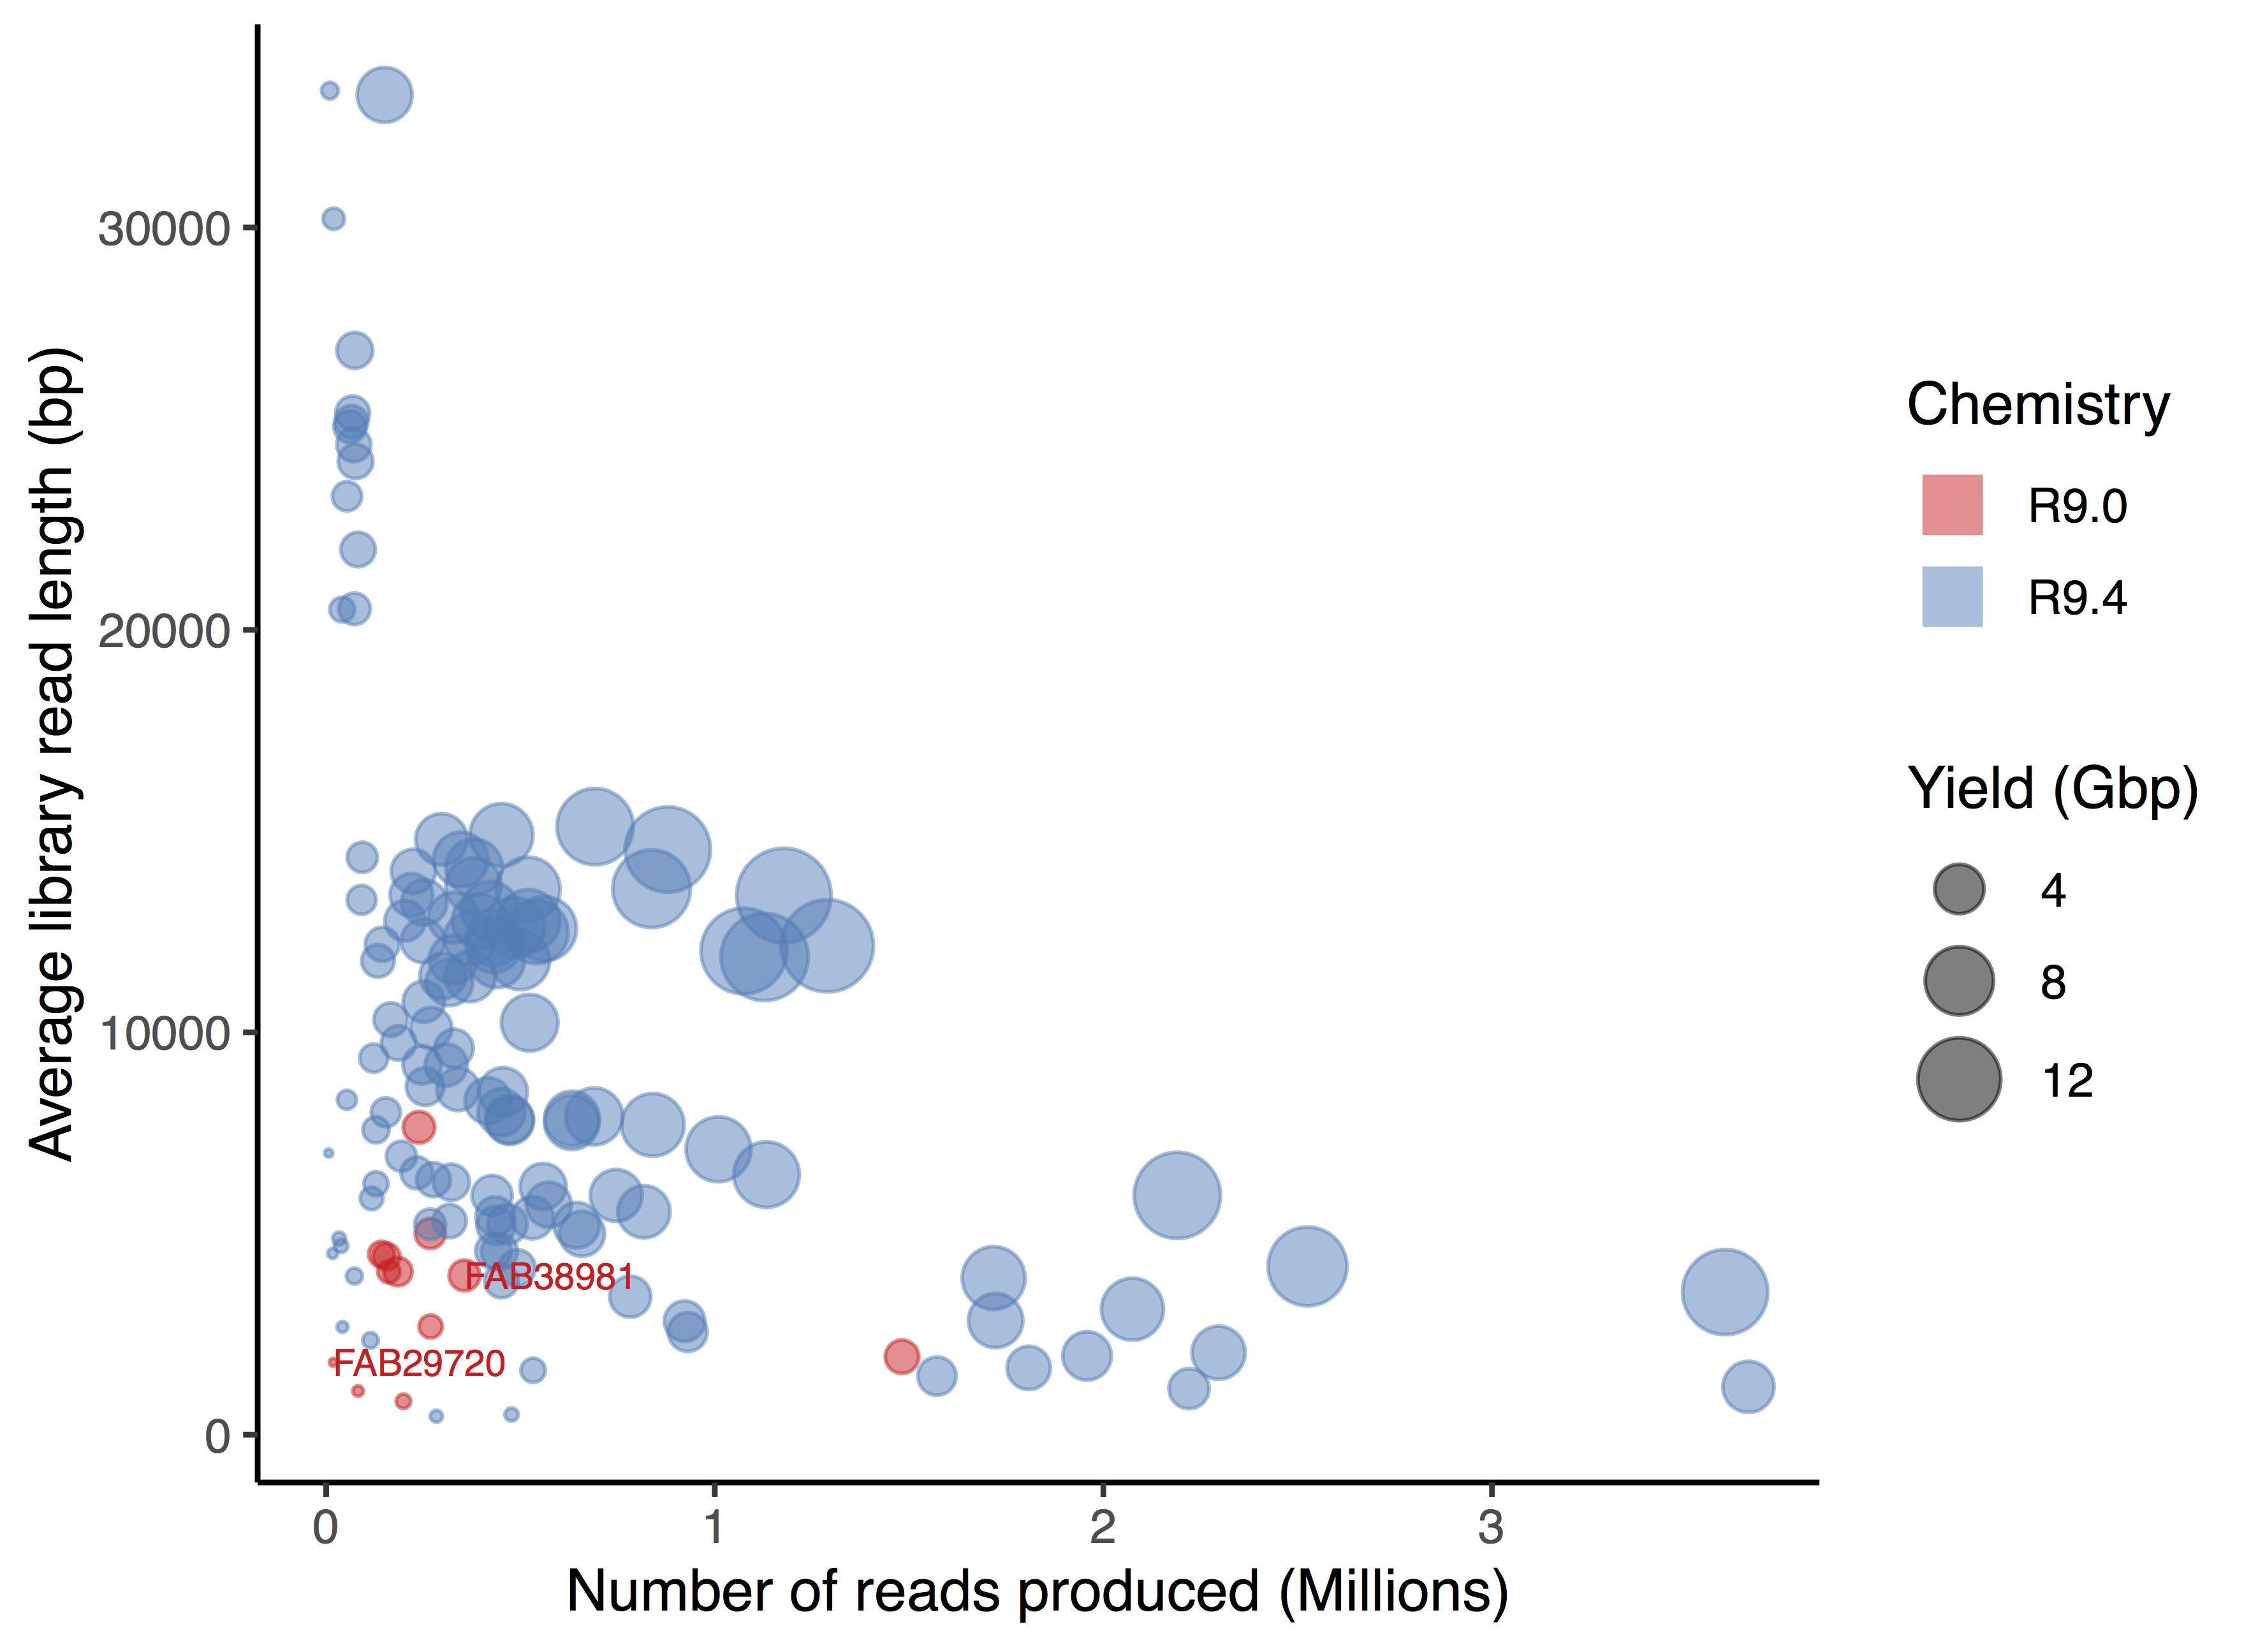 Average library read length (bp)
30000
20000
10000
0
FAB38981
FAB29720
0 1 2 3
Number of reads produced (Millions)
Chemistry
R9.0
R9.4
Yield (Gbp)
4
8
12